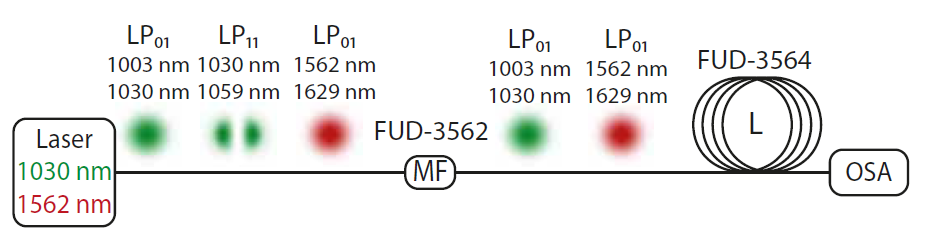 LP01 LP11 LP01
1003 nm 1030 nm 1562 nm
1030 nm 1059 nm 1629 nm
LP01 LP01
1003 nm 1562 nm
1030 nm 1629 nm
FUD-3564
Laser
1030 nm
1562 nm
FUD-3562
MF
L
OSA